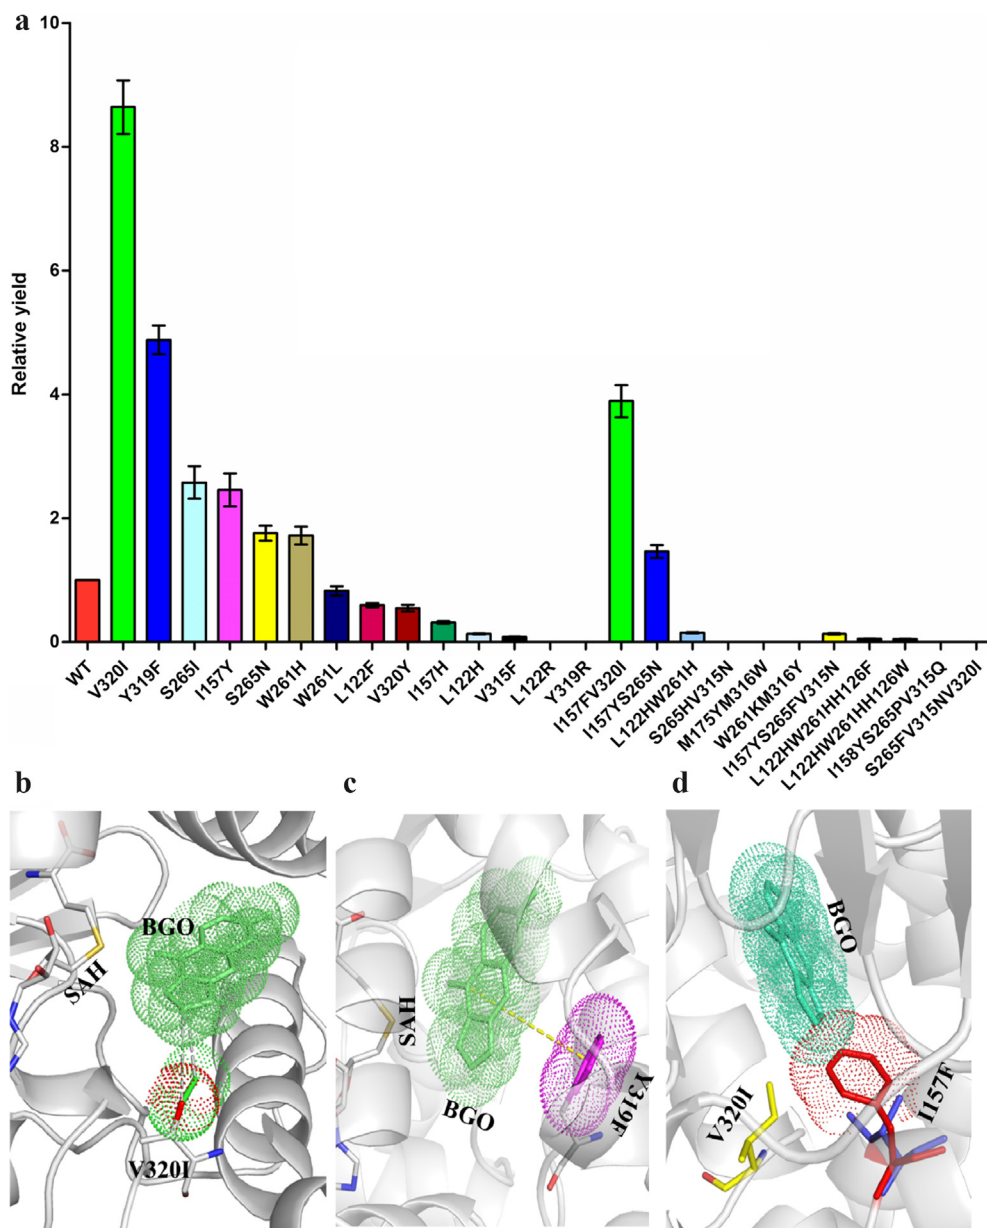 a
10
8
6
4
2
0
Relative yield
WT
V320I
Y319F
S265I
I157Y
S265N
W261H
W261L
L122F
V320Y
I157H
L122H
V315F
L122R
Y319R
I157FV320I
I157YS265N
L122HW261H
S265HV315N
M175YM316W
W261KM316Y
I157YS265FV315N
L122HW261HH126F
L122HW261HH126W
I158YS265PV315Q
S265FV315NV320I
b
BGO
SAH
V320I
c
SAH
BGO
Y319F
d
BGO
V320I
I157F